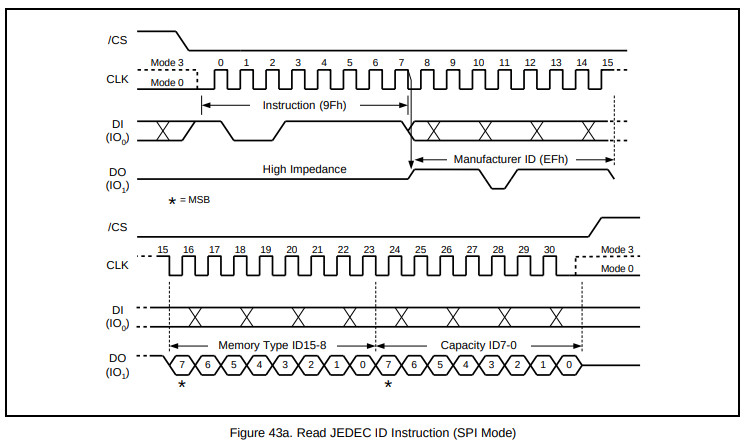 /CS
Mode 3 0 1 2 3 4 5 6 7 8 9 10 11 12 13 14 15
CLK
Mode 0
Instruction (9Fh)
DI
(IO0)
Manufacturer ID (EFh)
High Impedance
DO
(IO1)
* = MSB
/CS
15 16 17 18 19 20 21 22 23 24 25 26 27 28 29 30 Mode 3
CLK
Mode 0
DI
(IO0)
Memory Type ID15-8 Capacity ID7-0
DO
(IO1)
7 6 5 4 3 2 1 0 7 6 5 4 3 2 1 0
* *
Figure 43a. Read JEDEC ID Instruction (SPI Mode)